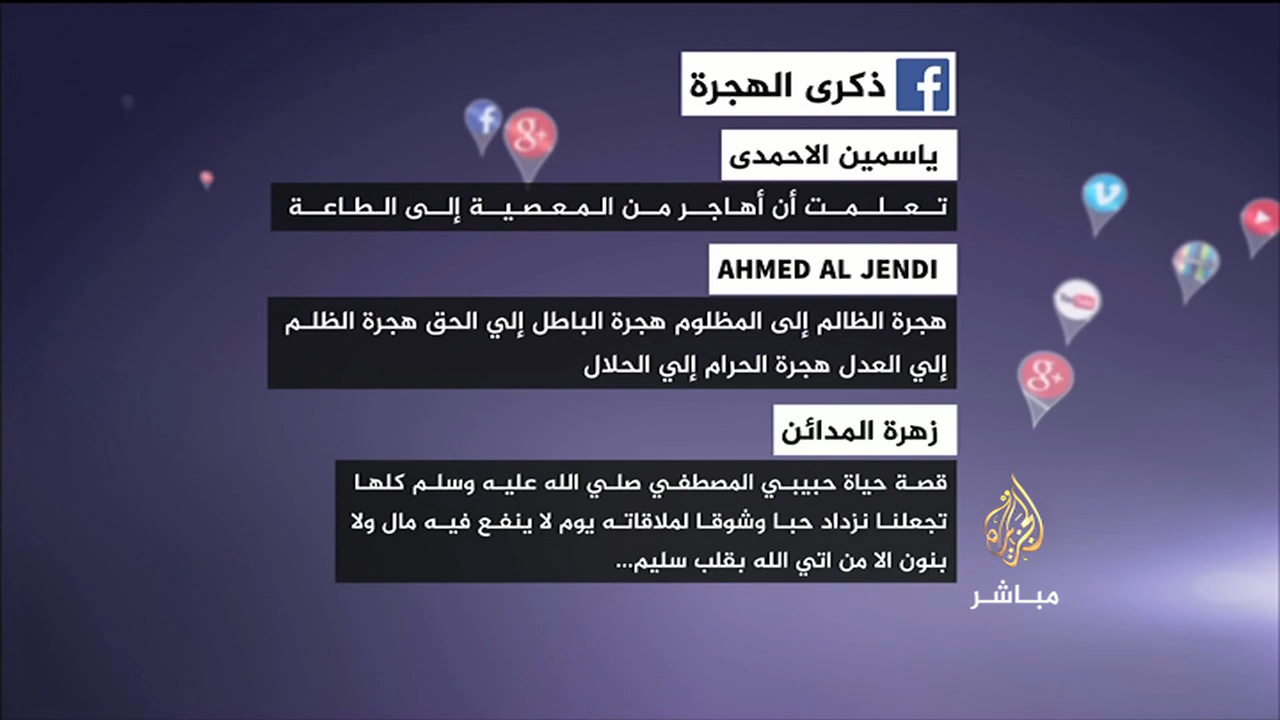 ذكرى الهجرة
ياسمين الاحمدى
تعلمت أن أهاجر من المعصية إلى الطاعة
AHMED AL JENDI
هجرة الظالم إلى المظلوم هجرة الباطل إلي الحق هجرة الظلم
إلي العدل هجرة الحرام إلي الحلال
زهرة المدائن
قصة حياة حبيبي المصطفي صلي الله عليه وسلم كلها
تجعلنا نزداد حبا وشوقا لملاقاته يوم لا ينفع فيه مال ولا
بنون الا من اتي الله بقلب سليم...
الجزيرة
مباشر